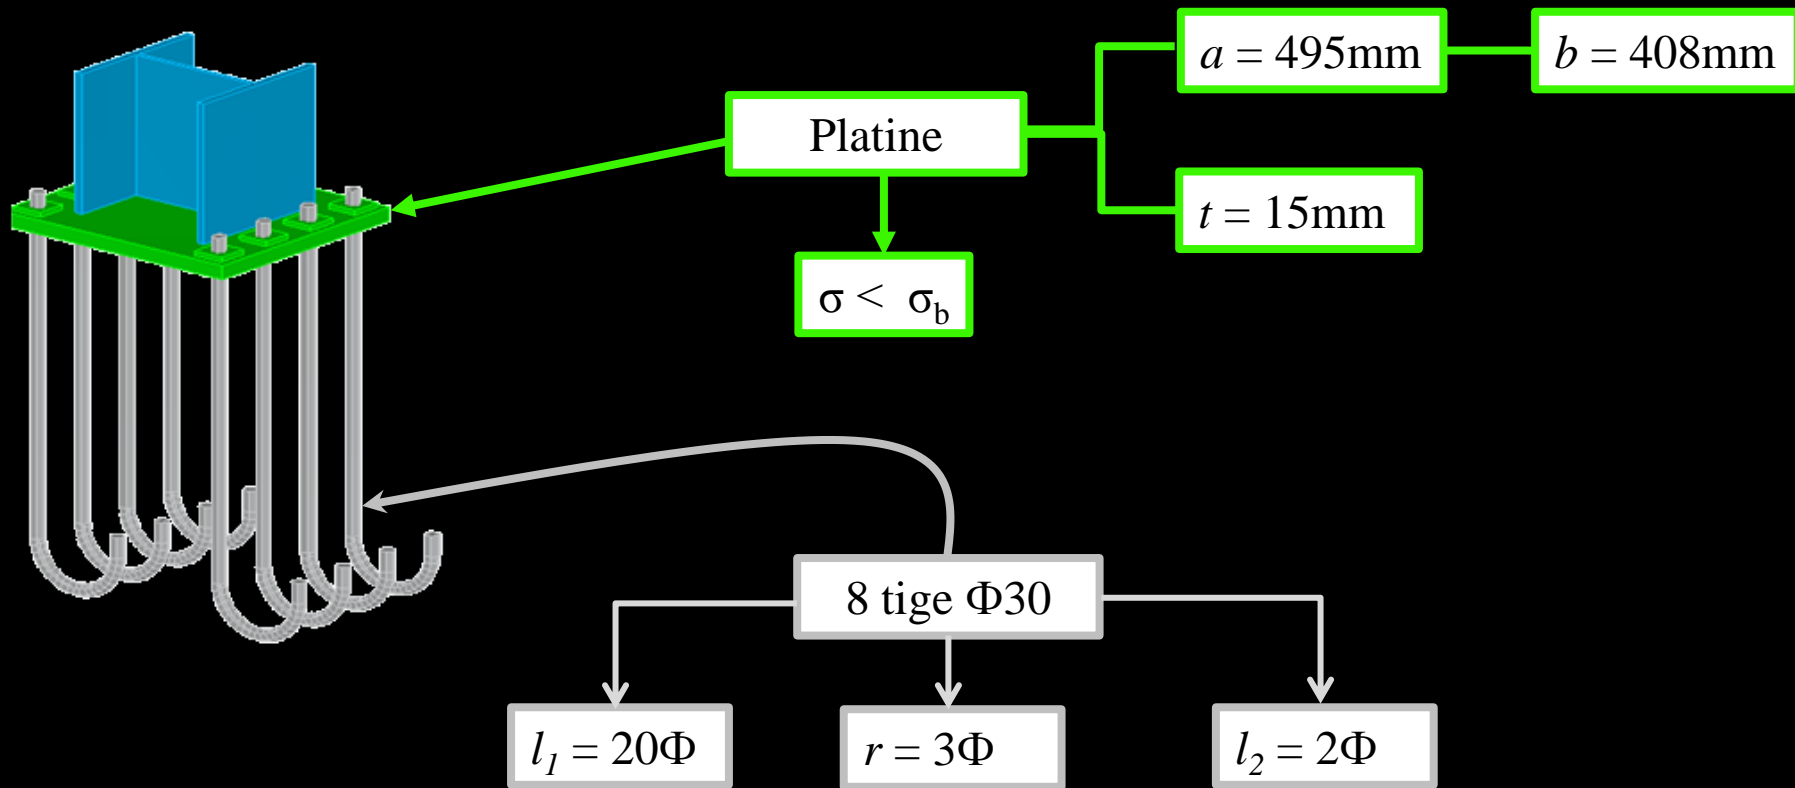 a = 495mm
b = 408mm
Platine
t = 15mm
σ < σb
8 tige Φ30
l1 = 20Φ
r = 3Φ
l2 = 2Φ